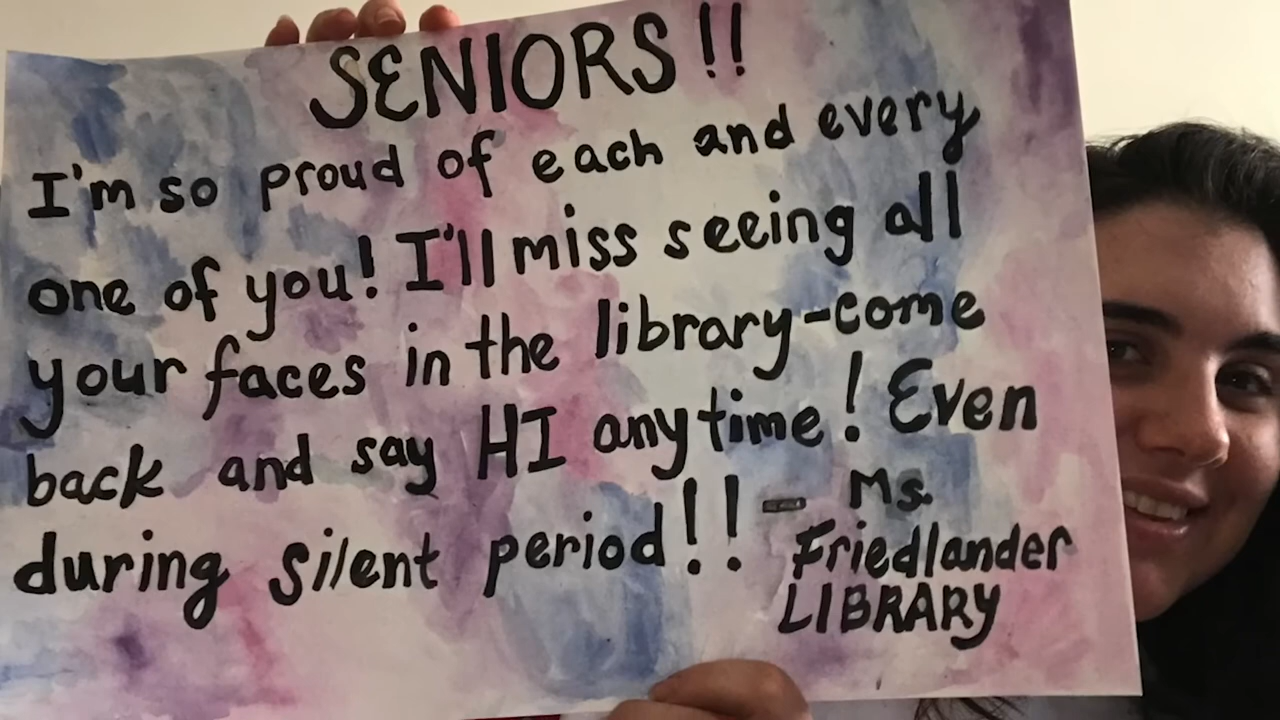 SENIORS!!
I'm so proud of each and every
one of you! I'll miss seeing all
your faces in the library-come
back and say HI anytime! Even
during silent period!! - Ms.
Friedlander
LIBRARY